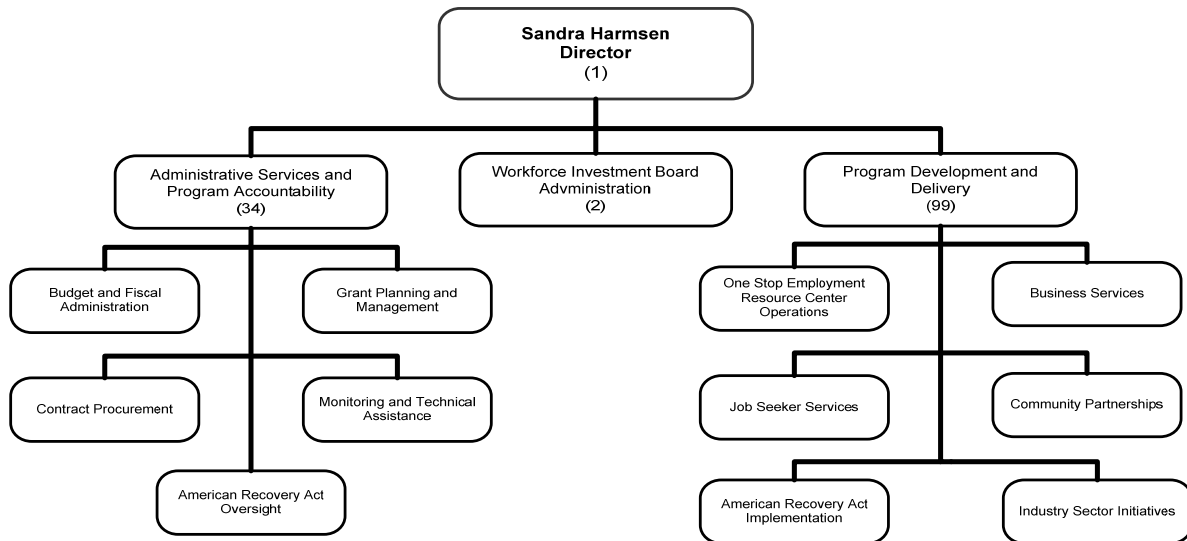 Sandra Harmsen
Director
(1)
Administrative Services and
Program Accountability
(34)
Workforce Investment Board
Advministration
(2)
Program Development and
Delivery
(99)
Budget and Fiscal
Administration
Grant Planning and
Management
One Stop Employment
Resource Center
Operations
Business Services
Contract Procurement
Monitoring and Technical
Assistance
Job Seeker Services
Community Partnerships
American Recovery Act
Oversight
American Recovery Act
Implementation
Industry Sector Initiatives